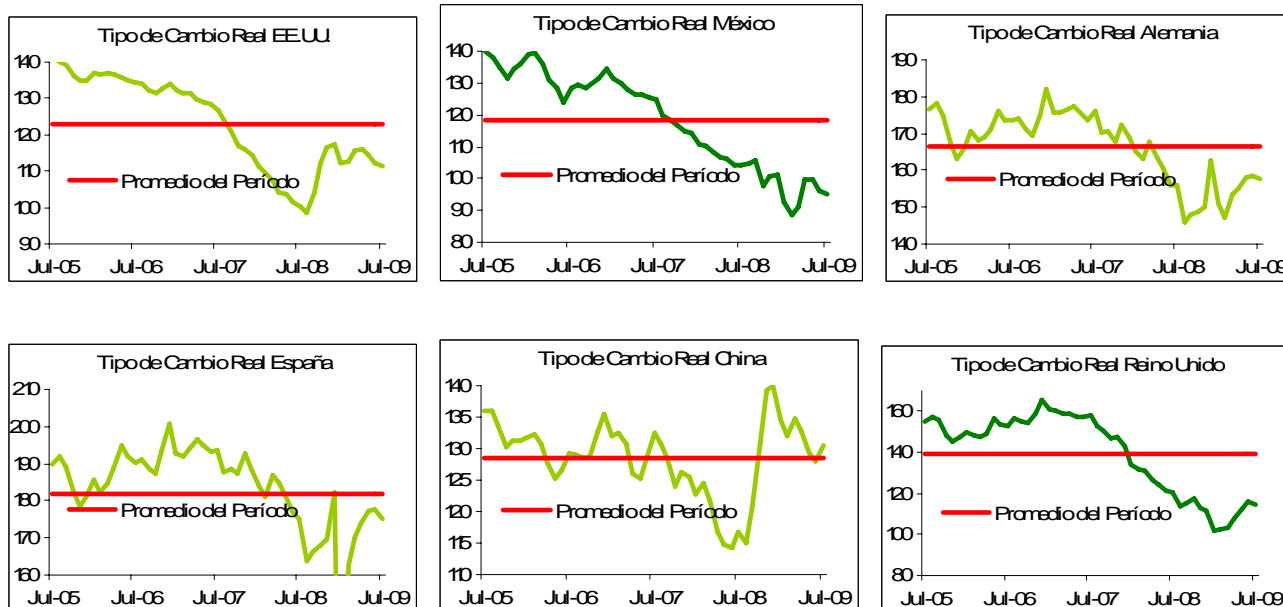 Tipo de Cambio Real EE.UU.
140
130
120
110
100
90
Promedio del Período
Jul-05 Jul-06 Jul-07 Jul-08 Jul-09
Tipo de Cambio Real México
140
130
120
110
100
90
80
Promedio del Período
Jul-05 Jul-06 Jul-07 Jul-08 Jul-09
Tipo de Cambio Real Alemania
190
180
170
160
150
140
Promedio del Período
Jul-05 Jul-06 Jul-07 Jul-08 Jul-09
Tipo de Cambio Real España
210
200
190
180
170
160
Promedio del Período
Jul-05 Jul-06 Jul-07 Jul-08 Jul-09
Tipo de Cambio Real China
140
135
130
125
120
115
110
Promedio del Período
Jul-05 Jul-06 Jul-07 Jul-08 Jul-09
Tipo de Cambio Real Reino Unido
160
140
120
100
80
Promedio del Período
Jul-05 Jul-06 Jul-07 Jul-08 Jul-09